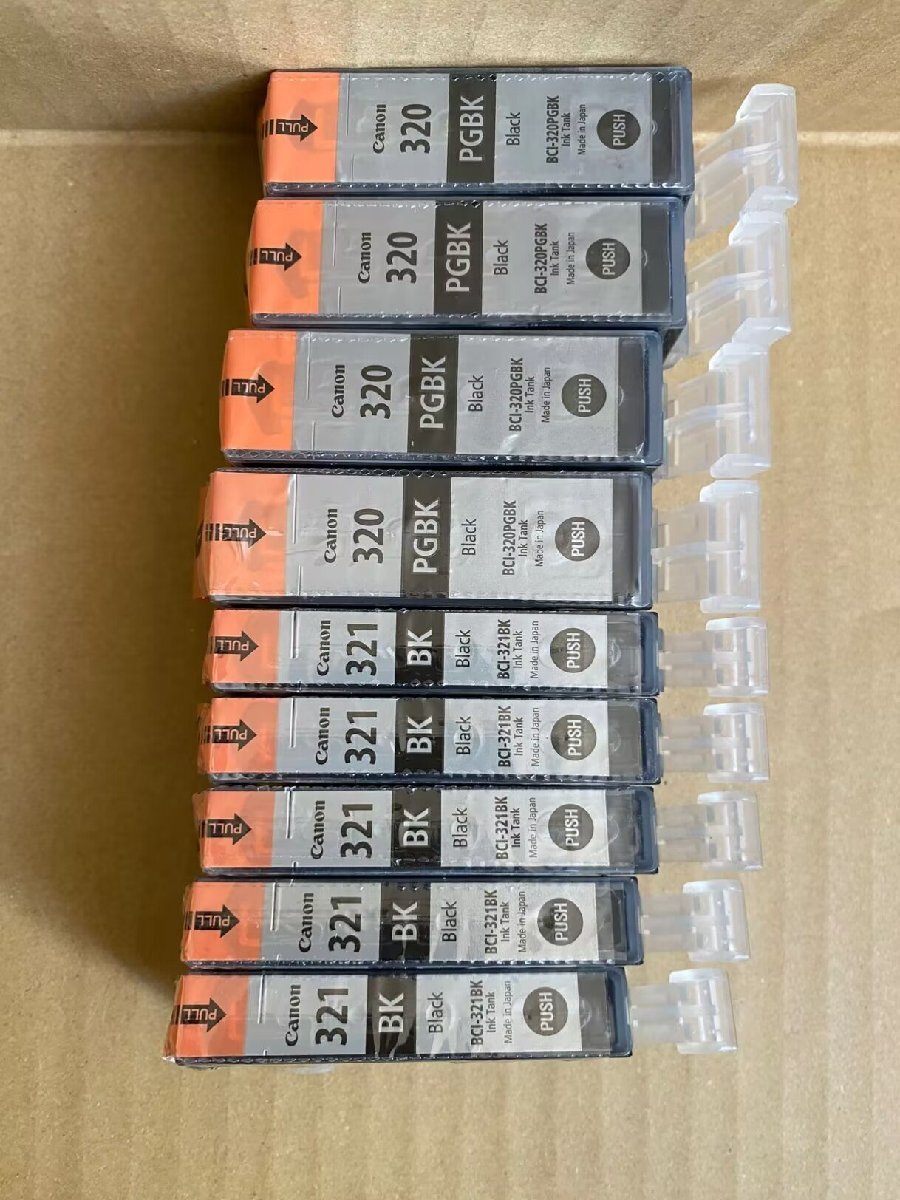 PULL
Canon
320
PGBK
Black
BCI-320PGBK
Ink Tank
Made in Japan
PUSH
PULL
Canon
320
PGBK
Black
BCI-320PGBK
Ink Tank
Made in Japan
PUSH
PULL
Canon
320
PGBK
Black
BCI-320PGBK
Ink Tank
Made in Japan
PUSH
PULL
Canon
320
PGBK
Black
BCI-320PGBK
Ink Tank
Made in Japan
PUSH
PULL
Canon
321
BK
Black
BCI-321BK
Ink Tank
Made in Japan
PUSH
PULL
Canon
321
BK
Black
BCI-321BK
Ink Tank
Made in Japan
PUSH
PULL
Canon
321
BK
Black
BCI-321BK
Ink Tank
Made in Japan
PUSH
PULL
Canon
321
BK
Black
BCI-321BK
Ink Tank
Made in Japan
PUSH
PULL
Canon
321
BK
Black
BCI-321BK
Ink Tank
Made in Japan
PUSH